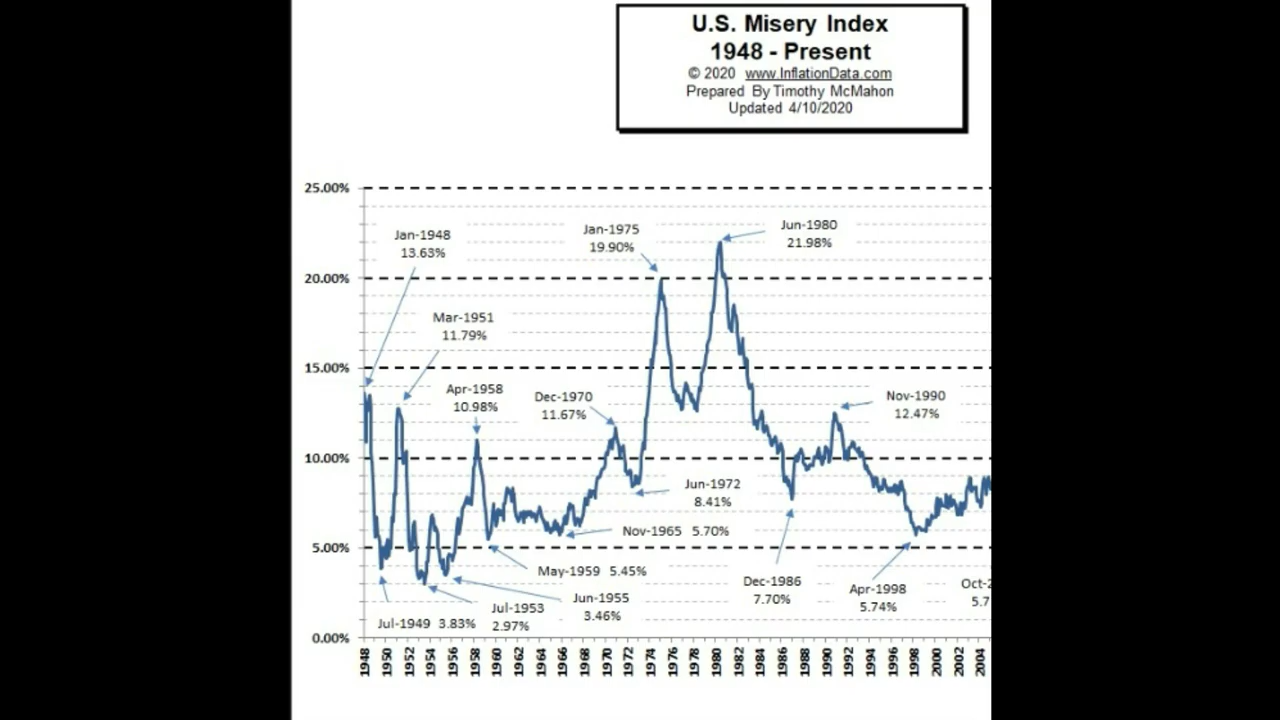 U.S. Misery Index
1948 - Present
© 2020 www.InflationData.com
Prepared By Timothy McMahon
Updated 4/10/2020
25.00%
20.00%
15.00%
10.00%
5.00%
0.00%
Jan-1948
13.63%
Mar-1951
11.79%
Apr-1958
10.98%
Dec-1970
11.67%
Jan-1975
19.90%
Jun-1980
21.98%
Nov-1990
12.47%
Jun-1972
8.41%
Nov-1965 5.70%
May-1959 5.45%
Jun-1955
3.46%
Jul-1953
2.97%
Jul-1949 3.83%
Dec-1986
7.70%
Apr-1998
5.74%
Oct-2
5.7
1948 1950 1952 1954 1956 1958 1960 1962 1964 1966 1968 1970 1972 1974 1976 1978 1980 1982 1984 1986 1988 1990 1992 1994 1996 1998 2000 2002 2004